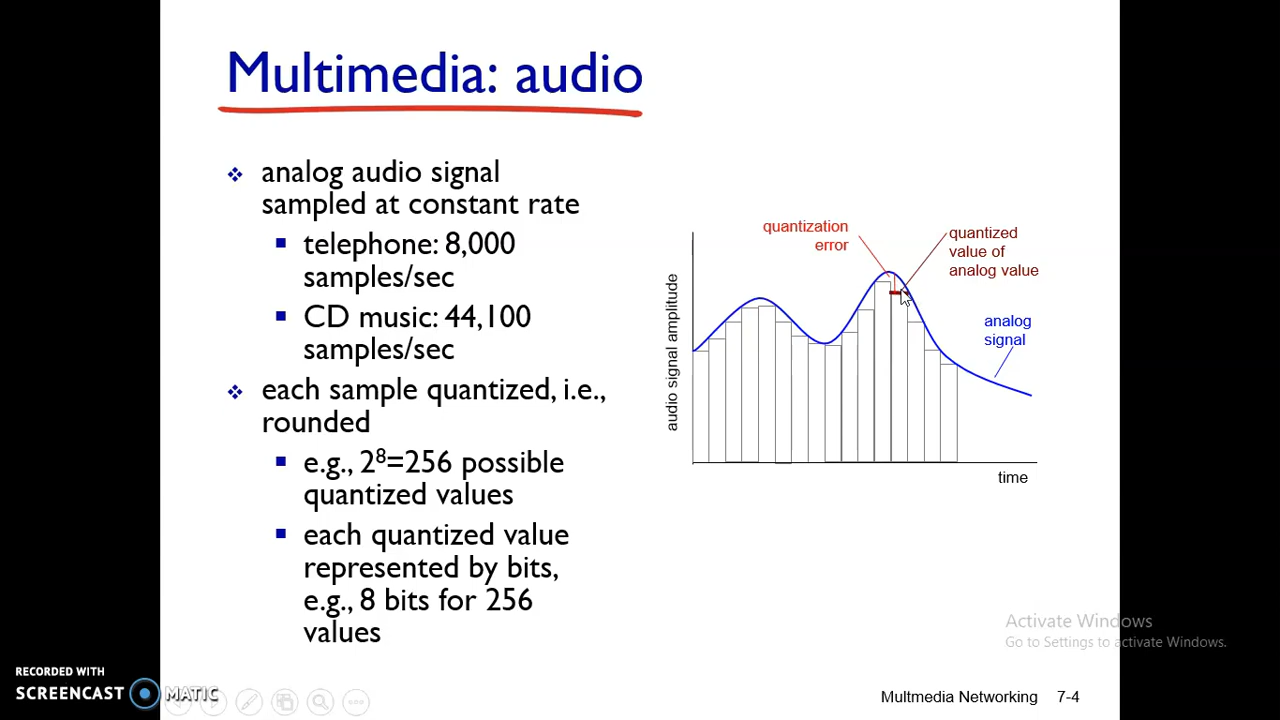 Multimedia: audio
analog audio signal
sampled at constant rate
telephone: 8,000
samples/sec
CD music: 44,100
samples/sec
each sample quantized, i.e.,
rounded
e.g., 2⁸=256 possible
quantized values
each quantized value
represented by bits,
e.g., 8 bits for 256
values
quantization
error
quantized
value of
analog value
analog
signal
audio signal amplitude
time
Activate Windows
Go to Settings to activate Windows.
RECORDED WITH
SCREENCAST MATIC
Multmedia Networking 7-4